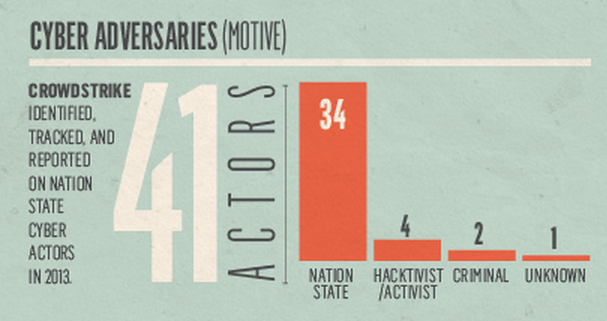 CYBER ADVERSARIES (MOTIVE)
CROWDSTRIKE
IDENTIFIED,
TRACKED, AND
REPORTED
ON NATION
STATE
CYBER
ACTORS
IN 2013.
41
ACTORS
34
4
2
1
NATION
STATE
HACKTIVIST
/ACTIVIST
CRIMINAL
UNKNOWN